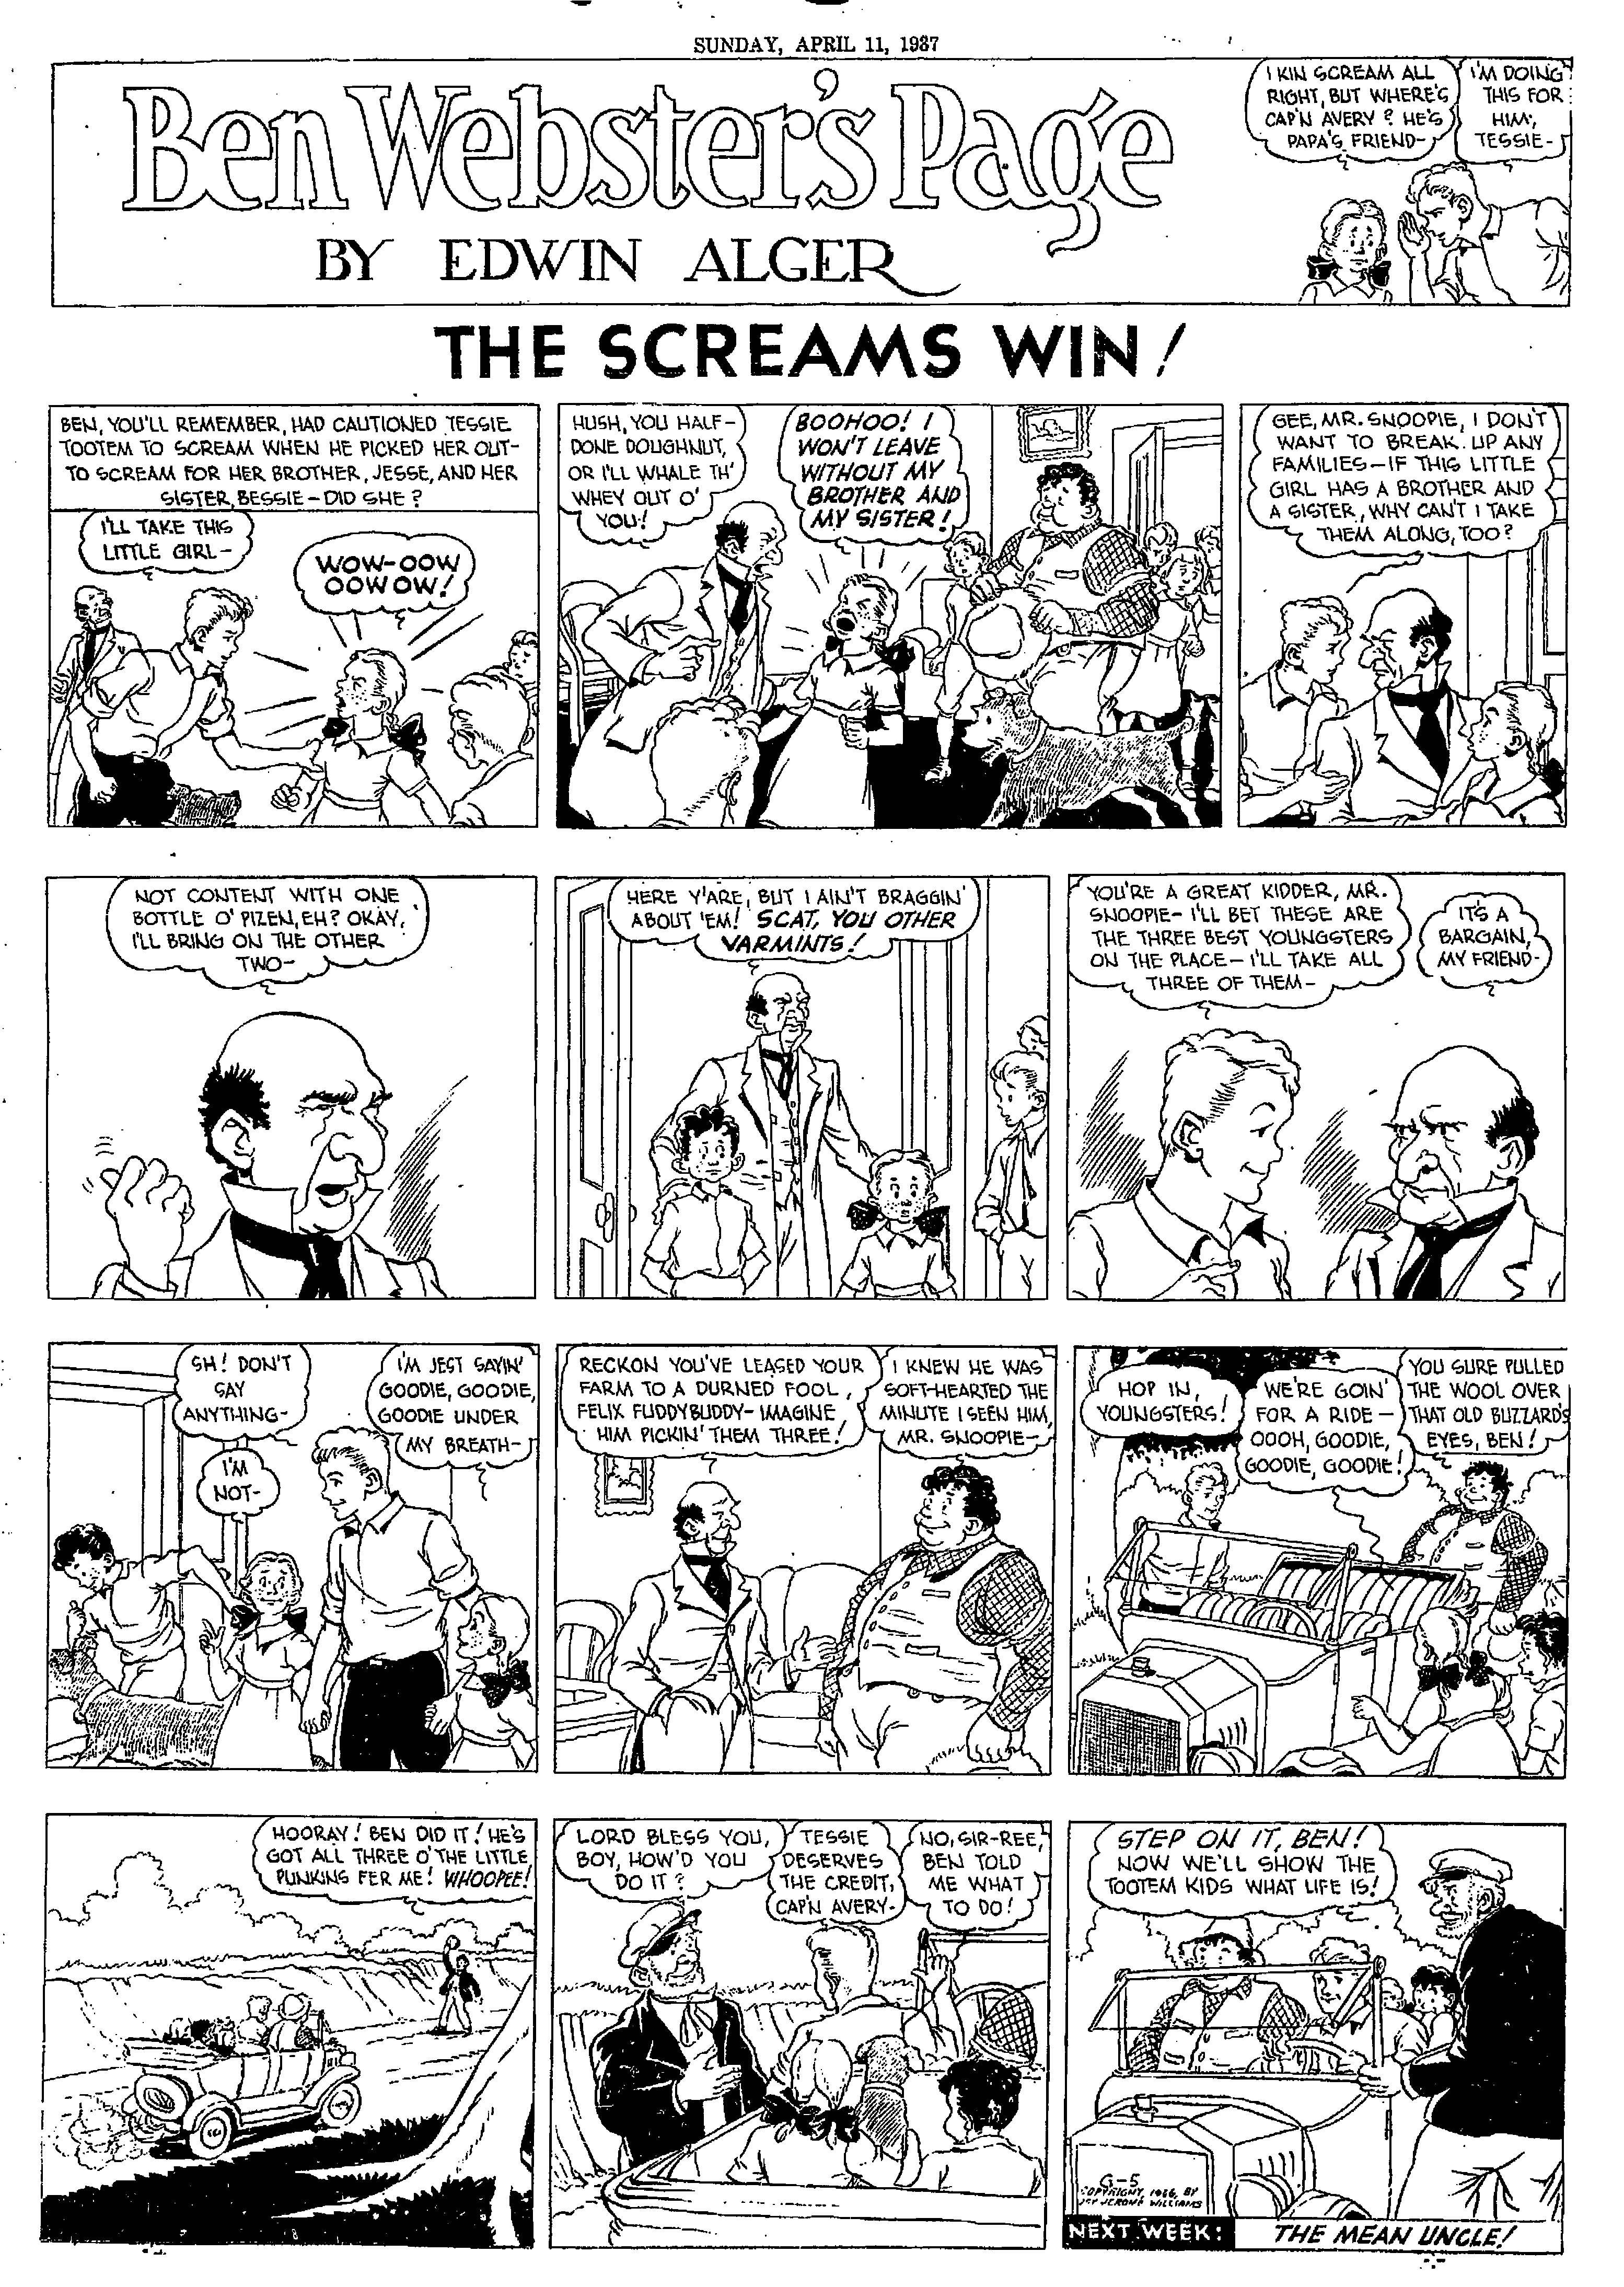 SUNDAY, APRIL 11, 1937
Ben Webster's Page
BY EDWIN ALGER
I KIN SCREAM ALL
RIGHT, BUT WHERE'S
CAP'N AVERY? HE'S
PAPA'S FRIEND-
I'M DOING
THIS FOR
HIM,
TESSIE-
THE SCREAMS WIN!
BEN, YOU'LL REMEMBER, HAD CAUTIONED TESSIE
TOOTEM TO SCREAM WHEN HE PICKED HER OUT-
TO SCREAM FOR HER BROTHER, JESSE, AND HER
SISTER, BESSIE- DID SHE?
I'LL TAKE THIS
LITTLE GIRL-
WOW-OOW
OOWOW!
HUSH, YOU HALF-
DONE DOUGHNUT,
OR I'LL WHALE TH'
WHEY OUT O'
YOU!
BOOHOO! I
WON'T LEAVE
WITHOUT MY
BROTHER AND
MY SISTER!
GEE, MR. SNOOPIE, I DON'T
WANT TO BREAK UP ANY
FAMILIES- IF THIS LITTLE
GIRL HAS A BROTHER AND
A SISTER, WHY CAN'T I TAKE
THEM ALONG, TOO?
NOT CONTENT WITH ONE
BOTTLE O' PIZEN, EH? OKAY,
I'LL BRING ON THE OTHER
TWO-
HERE Y'ARE, BUT I AIN'T BRAGGIN'
ABOUT 'EM! SCAT, YOU OTHER
VARMINTS!
YOU'RE A GREAT KIDDER, MR.
SNOOPIE- I'LL BET THESE ARE
THE THREE BEST YOUNGSTERS
ON THE PLACE- I'LL TAKE ALL
THREE OF THEM-
IT'S A
BARGAIN,
MY FRIEND-
SH! DON'T
SAY
ANYTHING-
I'M
NOT-
I'M JEST SAYIN'
GOODIE, GOODIE,
GOODIE UNDER
MY BREATH-
RECKON YOU'VE LEASED YOUR
FARM TO A DURNED FOOL,
FELIX FUDDYBUDDY- IMAGINE
HIM PICKIN' THEM THREE!
I KNEW HE WAS
SOFT-HEARTED THE
MINUTE I SEEN HIM,
MR. SNOOPIE-
HOP IN,
YOUNGSTERS!
WE'RE GOIN'
FOR A RIDE-
OOOH, GOODIE,
GOODIE, GOODIE!
YOU SURE PULLED
THE WOOL OVER
THAT OLD BUZZARD'S
EYES, BEN!
HOORAY! BEN DID IT! HE'S
GOT ALL THREE O' THE LITTLE
PUNKINS FER ME! WHOOPEE!
LORD BLESS YOU,
BOY, HOW'D YOU
DO IT?
TESSIE
DESERVES
THE CREDIT,
CAP'N AVERY-
NO, SIR-REE,
BEN TOLD
ME WHAT
TO DO!
STEP ON IT, BEN!
NOW WE'LL SHOW THE
TOOTEM KIDS WHAT LIFE IS!
G-5
COPYRIGHT, 1936, BY
JAY JEROME WILLIAMS
NEXT WEEK: THE MEAN UNCLE!